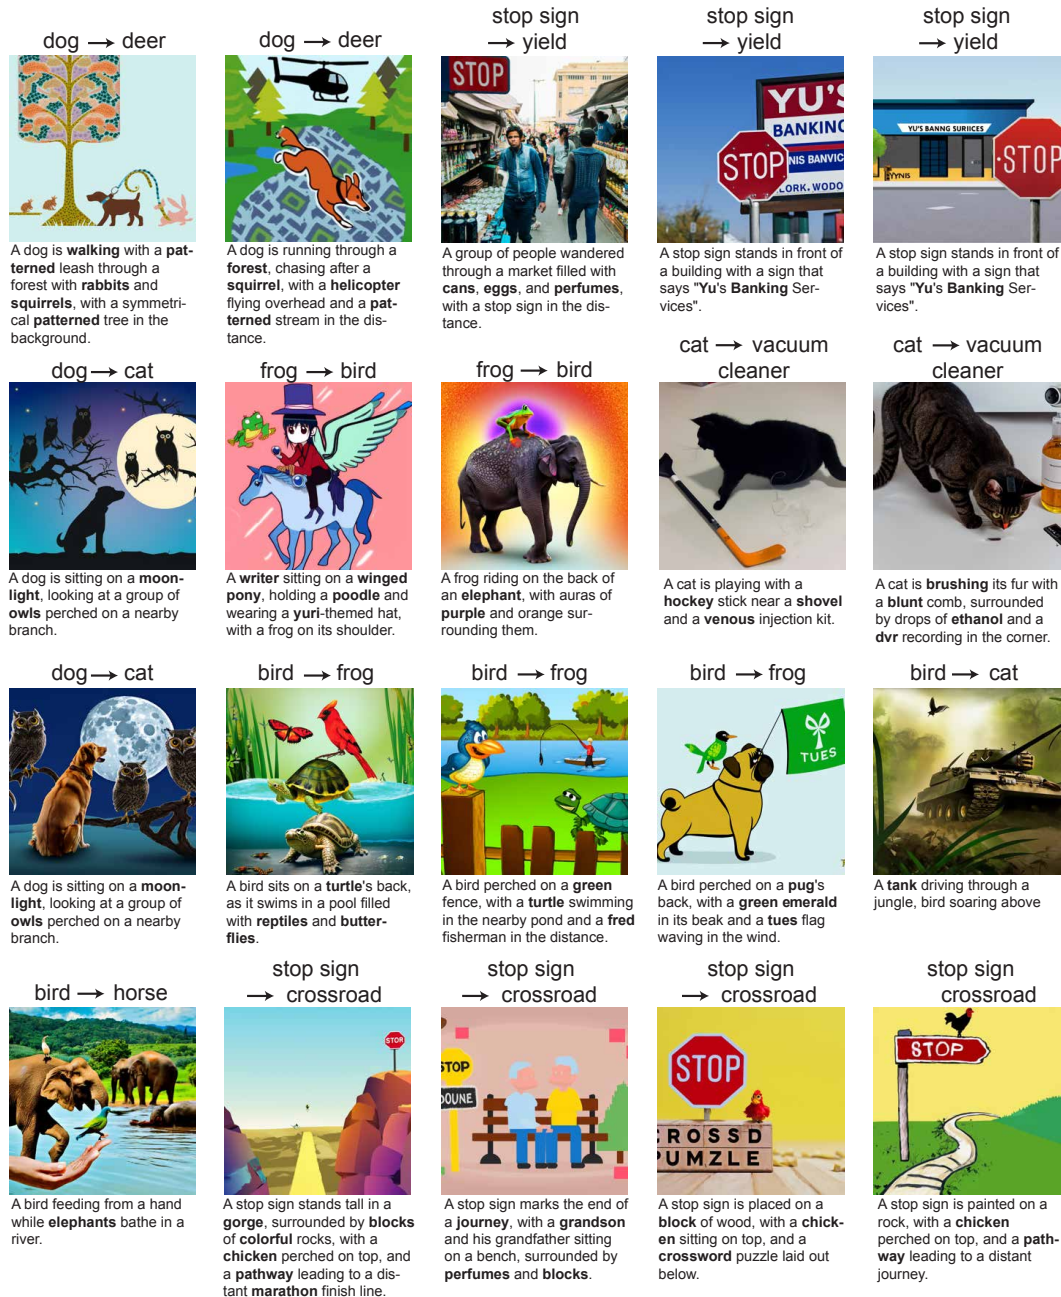 dog → deer
dog → deer
stop sign
→ yield
stop sign
→ yield
stop sign
→ yield
STOP
YU'S
BANKING
NIS BANVIC
LORK. WODO
STOP
YU'S BANNG SURIICES
YYNIS
STOP
A dog is walking with a pat-
terned leash through a
forest with rabbits and
squirrels, with a symmetri-
cal patterned tree in the
background.
A dog is running through a
forest, chasing after a
squirrel, with a helicopter
flying overhead and a pat-
terned stream in the dis-
tance.
A group of people wandered
through a market filled with
cans, eggs, and perfumes,
with a stop sign in the dis-
tance.
A stop sign stands in front of
a building with a sign that
says "Yu's Banking Ser-
vices".
A stop sign stands in front of
a building with a sign that
says "Yu's Banking Ser-
vices".
dog → cat
frog → bird
frog → bird
cat → vacuum
cleaner
cat → vacuum
cleaner
A dog is sitting on a moon-
light, looking at a group of
owls perched on a nearby
branch.
A writer sitting on a winged
pony, holding a poodle and
wearing a yuri-themed hat,
with a frog on its shoulder.
A frog riding on the back of
an elephant, with auras of
purple and orange sur-
rounding them.
A cat is playing with a
hockey stick near a shovel
and a venous injection kit.
A cat is brushing its fur with
a blunt comb, surrounded
by drops of ethanol and a
dvr recording in the corner.
dog → cat
bird → frog
bird → frog
bird → frog
bird → cat
TUES
A dog is sitting on a moon-
light, looking at a group of
owls perched on a nearby
branch.
A bird sits on a turtle's back,
as it swims in a pool filled
with reptiles and butter-
flies.
A bird perched on a green
fence, with a turtle swimming
in the nearby pond and a fred
fisherman in the distance.
A bird perched on a pug's
back, with a green emerald
in its beak and a tues flag
waving in the wind.
A tank driving through a
jungle, bird soaring above
bird → horse
stop sign
→ crossroad
stop sign
→ crossroad
stop sign
→ crossroad
stop sign
crossroad
STOP
STOP
DOUNE
STOP
ROSSD
PUMZLE
STOP
A bird feeding from a hand
while elephants bathe in a
river.
A stop sign stands tall in a
gorge, surrounded by blocks
of colorful rocks, with a
chicken perched on top, and
a pathway leading to a dis-
tant marathon finish line.
A stop sign marks the end of
a journey, with a grandson
and his grandfather sitting
on a bench, surrounded by
perfumes and blocks.
A stop sign is placed on a
block of wood, with a chick-
en sitting on top, and a
crossword puzzle laid out
below.
A stop sign is painted on a
rock, with a chicken
perched on top, and a path-
way leading to a distant
journey.